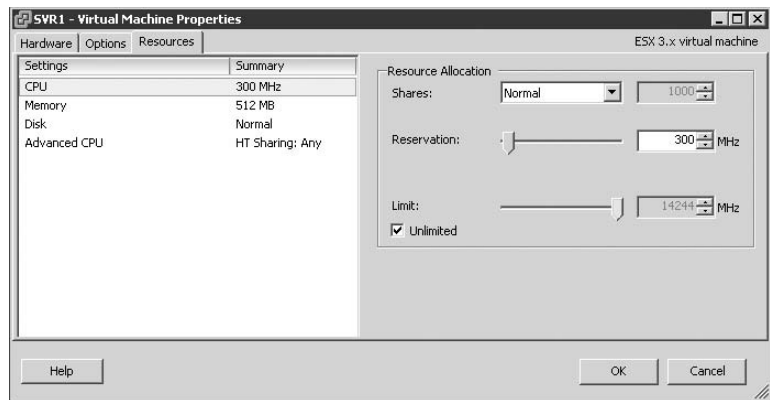 SVR1 - Virtual Machine Properties
Hardware Options Resources ESX 3.x virtual machine
Settings Summary
CPU 300 MHz
Memory 512 MB
Disk Normal
Advanced CPU HT Sharing: Any
Resource Allocation
Shares: Normal 1000
Reservation: 300 MHz
Limit: 14244 MHz
Unlimited
Help OK Cancel